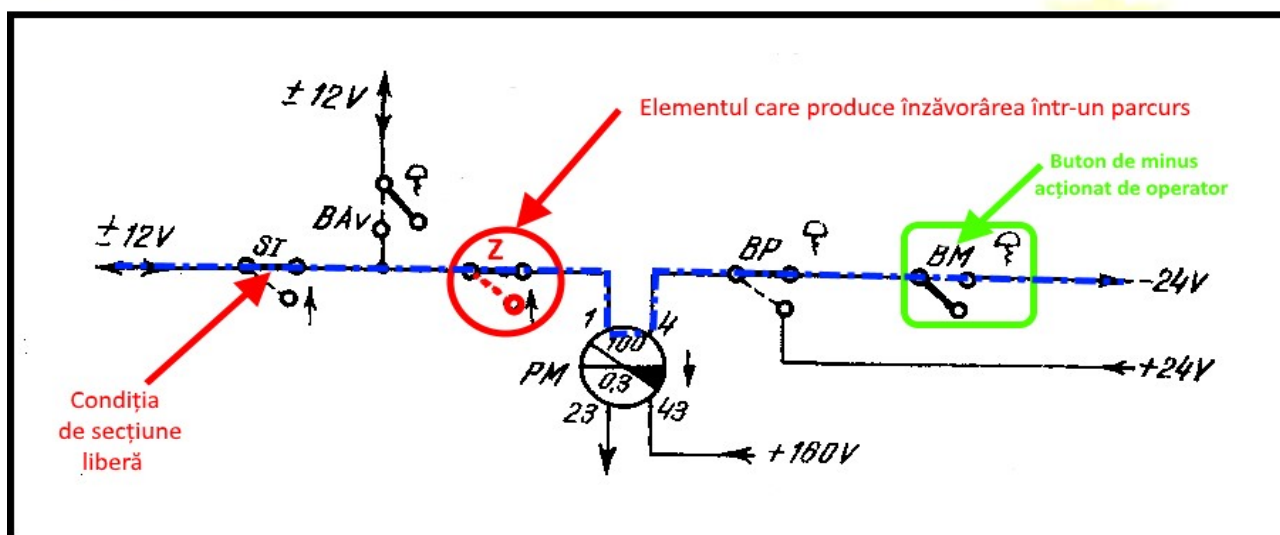 ± 12V
Elementul care produce înzăvorârea într-un parcurs
Buton de minus
acționat de operator
BAv
± 12V
SI
Z
BP
BM
-24V
1
4
100
PM
0,3
+24V
23
43
+160V
Condiția
de secțiune
liberă